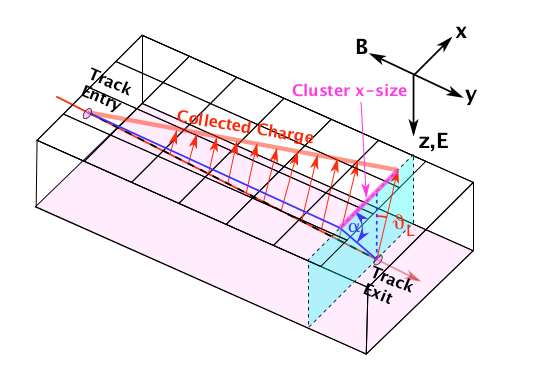 x
B
Track
Entry
Cluster x-size
y
Collected Charge
z,E
α
ϑL
Track
Exit